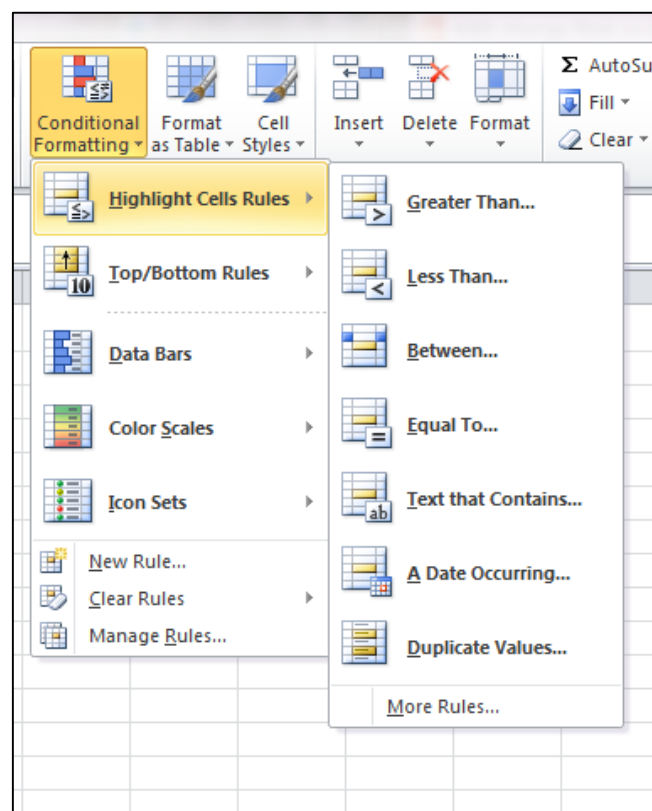 Conditional Formatting
Format as Table
Cell Styles
Insert
Delete
Format
Σ AutoSu
Fill
Clear
Highlight Cells Rules
Top/Bottom Rules
Data Bars
Color Scales
Icon Sets
New Rule...
Clear Rules
Manage Rules...
Greater Than...
Less Than...
Between...
Equal To...
Text that Contains...
A Date Occurring...
Duplicate Values...
More Rules...